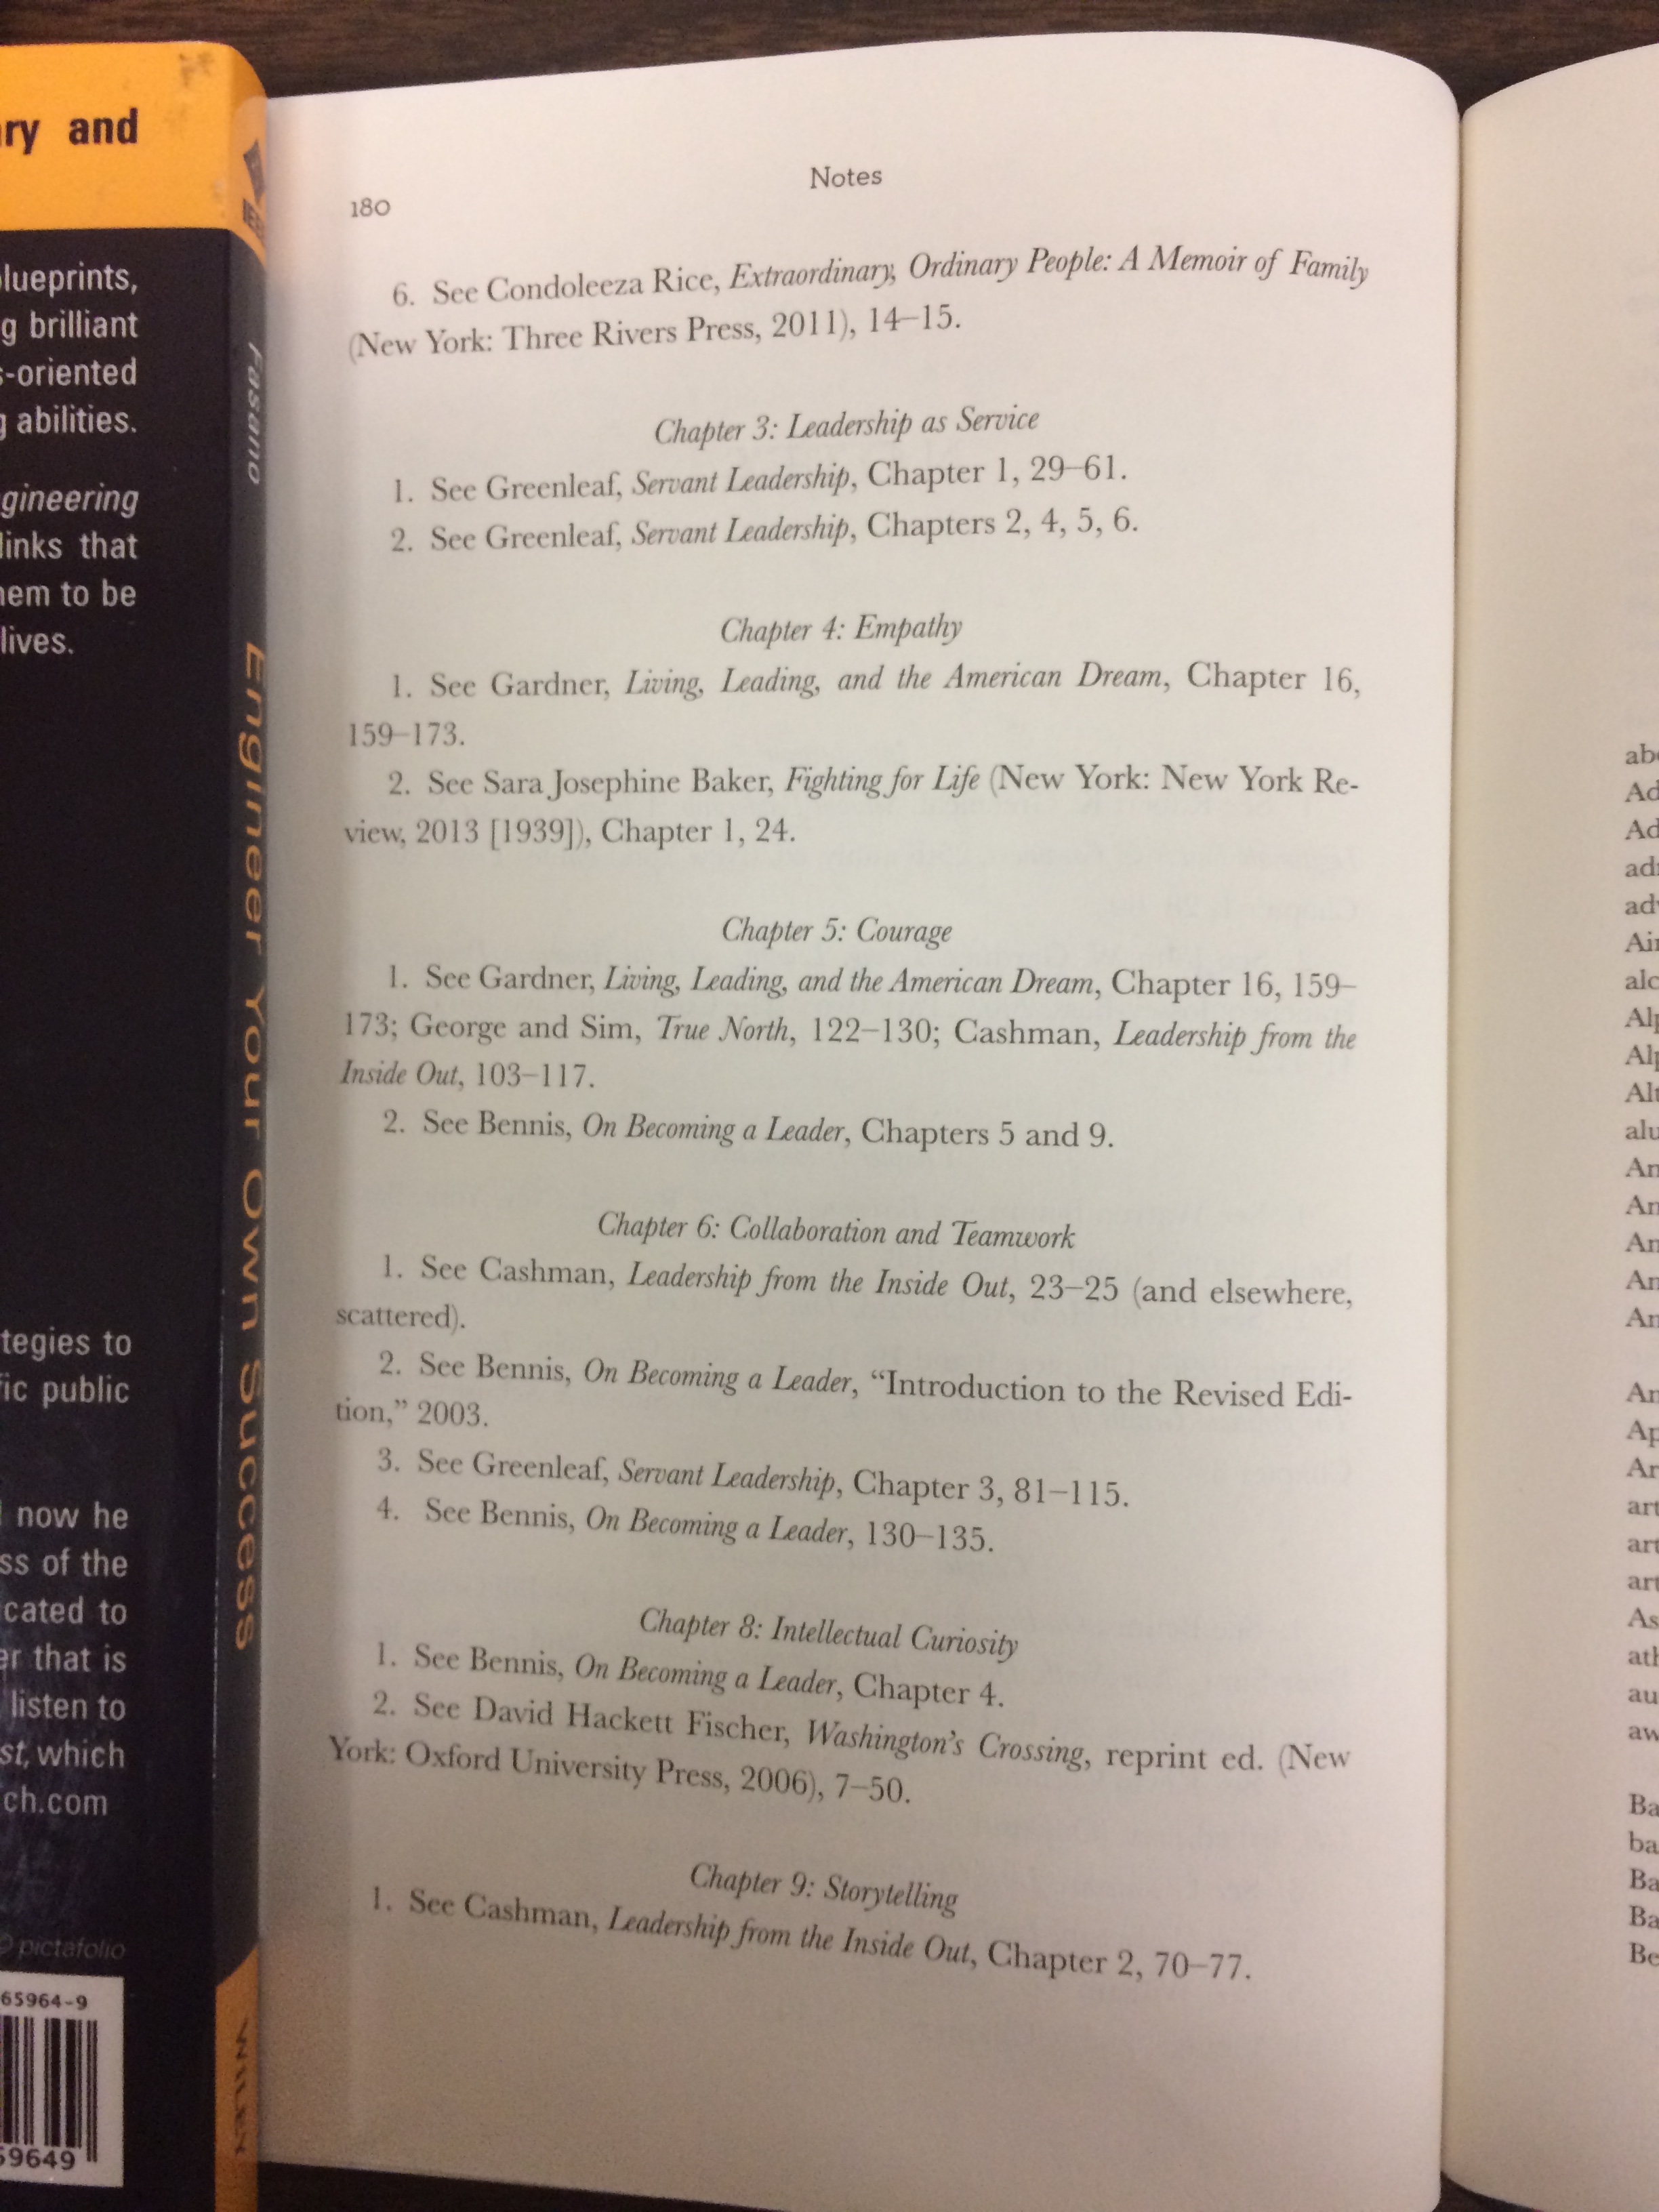 ary and
blueprints,
g brilliant
s-oriented
g abilities.
gineering
links that
hem to be
lives.
tegies to
fic public
now he
ss of the
cated to
er that is
listen to
st, which
ch.com
© pictafolio
65964-9
59649
Fasano
Engineer Your Own Success
WILEY
Notes
180
6. See Condoleeza Rice, Extraordinary, Ordinary People: A Memoir of Family
(New York: Three Rivers Press, 2011), 14–15.
Chapter 3: Leadership as Service
1. See Greenleaf, Servant Leadership, Chapter 1, 29–61.
2. See Greenleaf, Servant Leadership, Chapters 2, 4, 5, 6.
Chapter 4: Empathy
1. See Gardner, Living, Leading, and the American Dream, Chapter 16,
159–173.
2. See Sara Josephine Baker, Fighting for Life (New York: New York Re-
view, 2013 [1939]), Chapter 1, 24.
Chapter 5: Courage
1. See Gardner, Living, Leading, and the American Dream, Chapter 16, 159–
173; George and Sim, True North, 122–130; Cashman, Leadership from the
Inside Out, 103–117.
2. See Bennis, On Becoming a Leader, Chapters 5 and 9.
Chapter 6: Collaboration and Teamwork
1. See Cashman, Leadership from the Inside Out, 23–25 (and elsewhere,
scattered).
2. See Bennis, On Becoming a Leader, “Introduction to the Revised Edi-
tion,” 2003.
3. See Greenleaf, Servant Leadership, Chapter 3, 81–115.
4. See Bennis, On Becoming a Leader, 130–135.
Chapter 8: Intellectual Curiosity
1. See Bennis, On Becoming a Leader, Chapter 4.
2. See David Hackett Fischer, Washington’s Crossing, reprint ed. (New
York: Oxford University Press, 2006), 7–50.
Chapter 9: Storytelling
1. See Cashman, Leadership from the Inside Out, Chapter 2, 70–77.
Ad
Ad
alc
An
An
An
An
An
An
Ap
Ar
art
art
art
As
au
aw
Ba
ba
Ba
Ba
Be